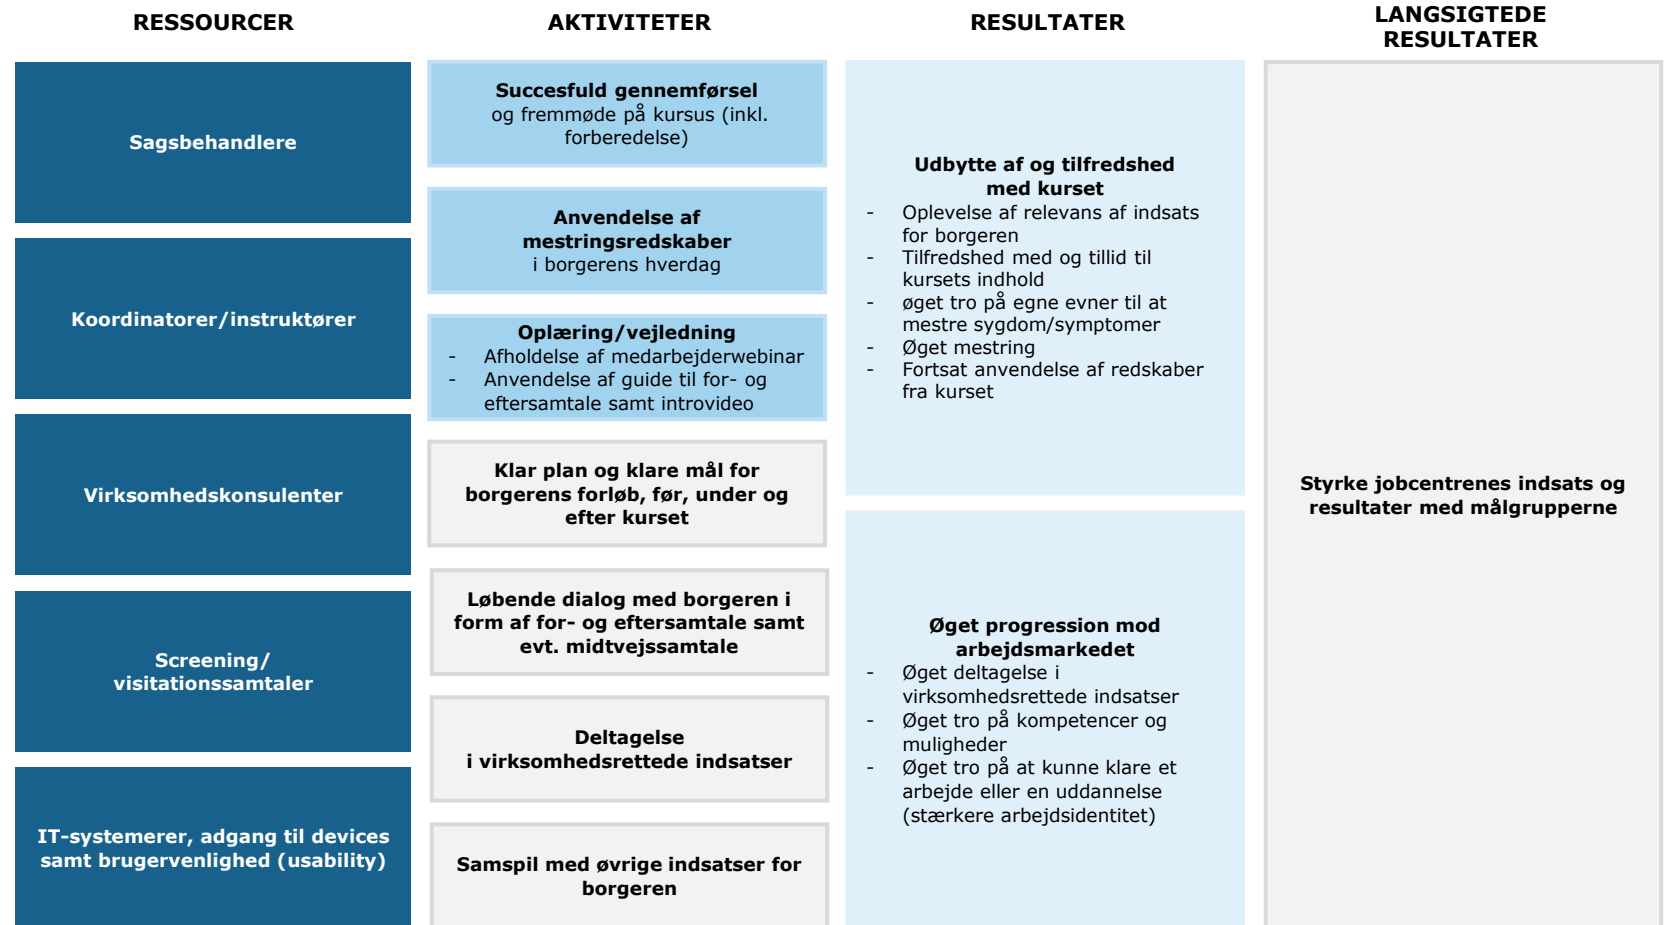 RESSOURCER
AKTIVITETER
RESULTATER
LANGSIGTEDE
RESULTATER
Sagsbehandlere
Koordinatorer/instruktører
Virksomhedskonsulenter
Screening/
visitationssamtaler
IT-systemerer, adgang til devices
samt brugervenlighed (usability)
Succesfuld gennemførsel
og fremmøde på kursus (inkl.
forberedelse)
Anvendelse af
mestringsredskaber
i borgerens hverdag
Oplæring/vejledning
- Afholdelse af medarbejderwebinar
- Anvendelse af guide til for- og
eftersamtale samt introvideo
Klar plan og klare mål for
borgerens forløb, før, under og
efter kurset
Løbende dialog med borgeren i
form af for- og eftersamtale samt
evt. midtvejssamtale
Deltagelse
i virksomhedsrettede indsatser
Samspil med øvrige indsatser for
borgeren
Udbytte af og tilfredshed
med kurset
- Oplevelse af relevans af indsats
for borgeren
- Tilfredshed med og tillid til
kursets indhold
- øget tro på egne evner til at
mestre sygdom/symptomer
- Øget mestring
- Fortsat anvendelse af redskaber
fra kurset
Øget progression mod
arbejdsmarkedet
- Øget deltagelse i
virksomhedsrettede indsatser
- Øget tro på kompetencer og
muligheder
- Øget tro på at kunne klare et
arbejde eller en uddannelse
(stærkere arbejdsidentitet)
Styrke jobcentrenes indsats og
resultater med målgrupperne